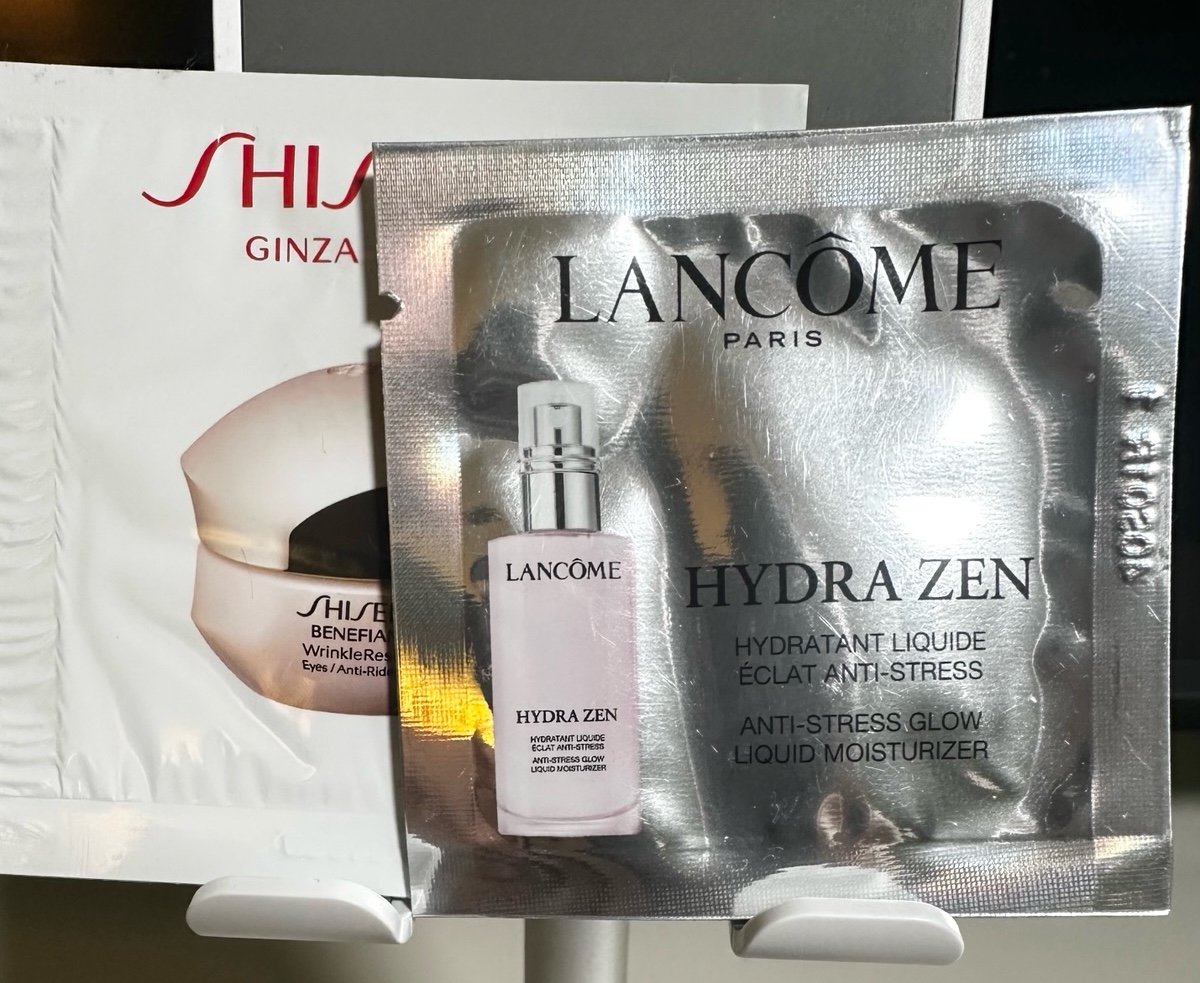 SHIS
GINZA
SHISE
BENEFIA
WrinkleRes
Eyes / Anti-Ride
LANCÔME
PARIS
LANCÔME
HYDRA ZEN
HYDRATANT LIQUIDE
ÉCLAT ANTI-STRESS
ANTI-STRESS GLOW
LIQUID MOISTURIZER
HYDRA ZEN
HYDRATANT LIQUIDE
ÉCLAT ANTI-STRESS
ANTI-STRESS GLOW
LIQUID MOISTURIZER